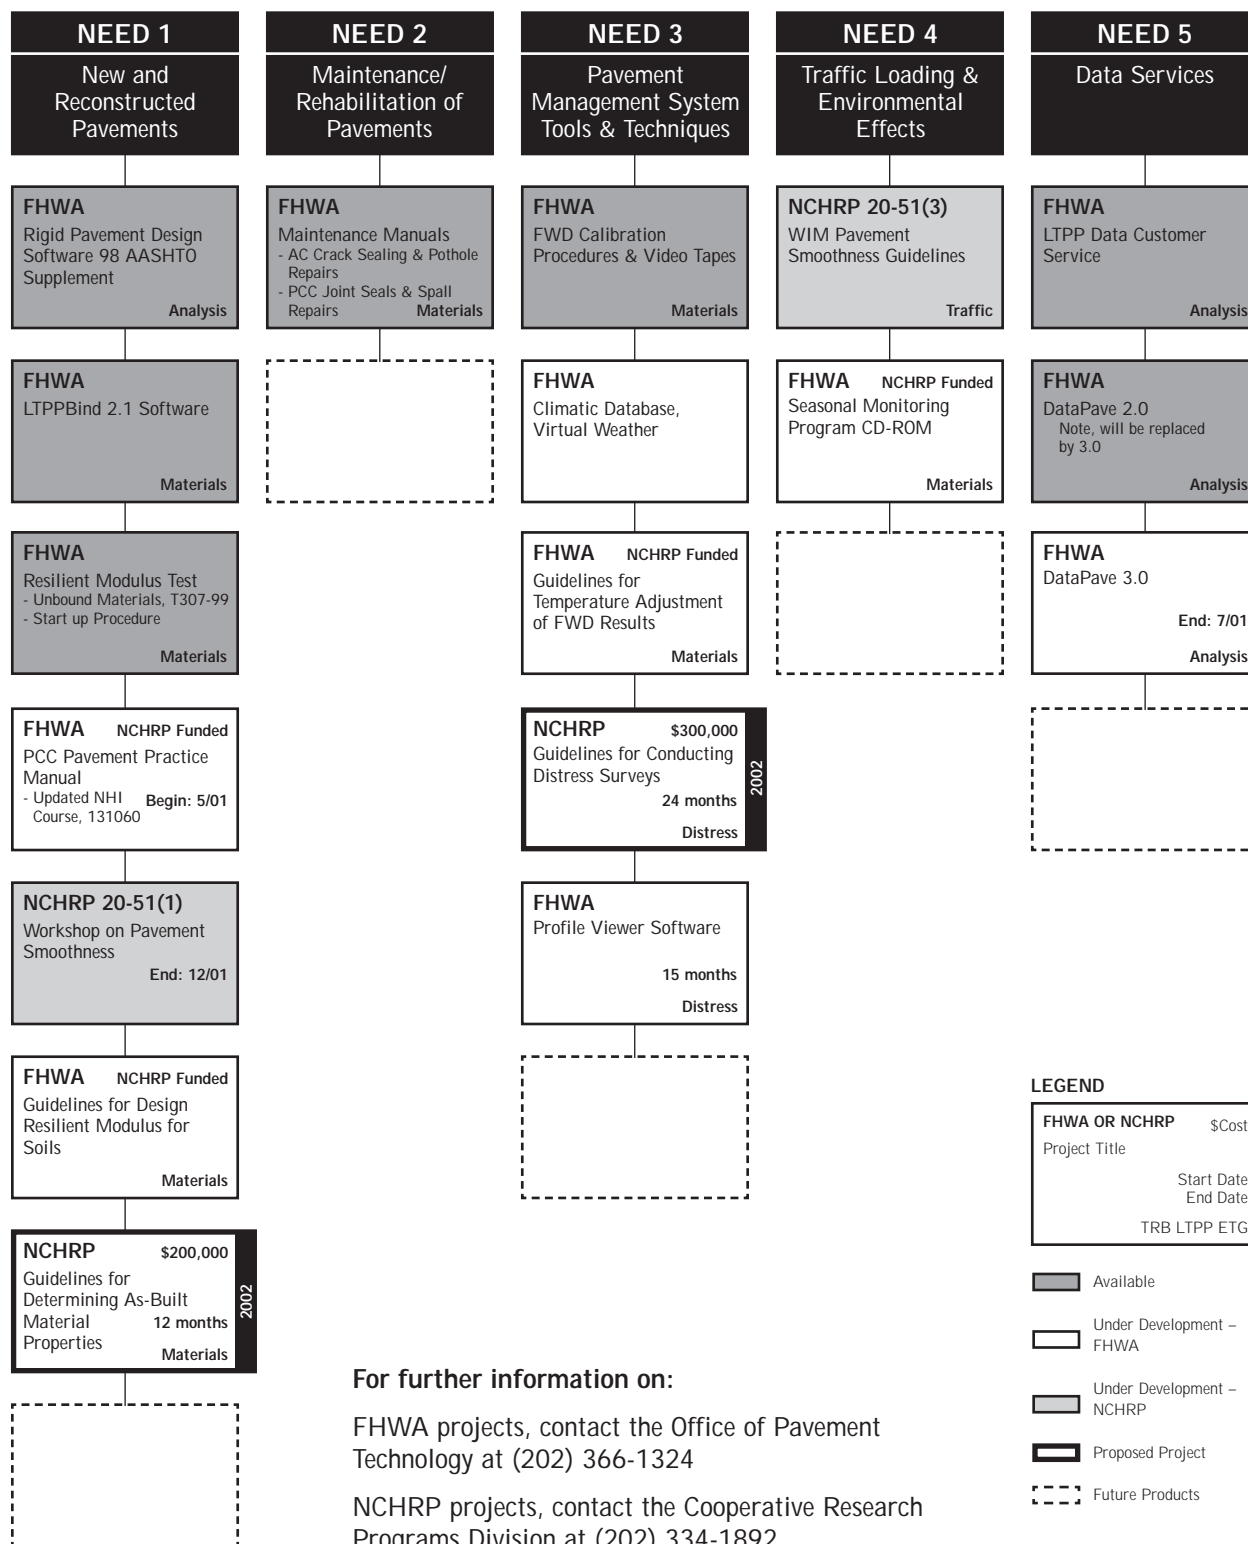 NEED 1
New and
Reconstructed
Pavements
FHWA
Rigid Pavement Design
Software 98 AASHTO
Supplement
Analysis
FHWA
LTPPBind 2.1 Software
Materials
FHWA
Resilient Modulus Test
- Unbound Materials, T307-99
- Start up Procedure
Materials
FHWA NCHRP Funded
PCC Pavement Practice
Manual
- Updated NHI Begin: 5/01
Course, 131060
NCHRP 20-51(1)
Workshop on Pavement
Smoothness
End: 12/01
FHWA NCHRP Funded
Guidelines for Design
Resilient Modulus for
Soils
Materials
NCHRP $200,000
Guidelines for
Determining As-Built
Material 12 months
Properties
Materials
2002
NEED 2
Maintenance/
Rehabilitation of
Pavements
FHWA
Maintenance Manuals
- AC Crack Sealing & Pothole
Repairs
- PCC Joint Seals & Spall
Repairs Materials
NEED 3
Pavement
Management System
Tools & Techniques
FHWA
FWD Calibration
Procedures & Video Tapes
Materials
FHWA
Climatic Database,
Virtual Weather
FHWA NCHRP Funded
Guidelines for
Temperature Adjustment
of FWD Results
Materials
NCHRP $300,000
Guidelines for Conducting
Distress Surveys
24 months
Distress
2002
FHWA
Profile Viewer Software
15 months
Distress
NEED 4
Traffic Loading &
Environmental
Effects
NCHRP 20-51(3)
WIM Pavement
Smoothness Guidelines
Traffic
FHWA NCHRP Funded
Seasonal Monitoring
Program CD-ROM
Materials
NEED 5
Data Services
FHWA
LTPP Data Customer
Service
Analysis
FHWA
DataPave 2.0
Note, will be replaced
by 3.0
Analysis
FHWA
DataPave 3.0
End: 7/01
Analysis
LEGEND
FHWA OR NCHRP $Cost
Project Title
Start Date
End Date
TRB LTPP ETG
Available
Under Development –
FHWA
Under Development –
NCHRP
Proposed Project
Future Products
For further information on:
FHWA projects, contact the Office of Pavement
Technology at (202) 366-1324
NCHRP projects, contact the Cooperative Research
Programs Division at (202) 334-1892